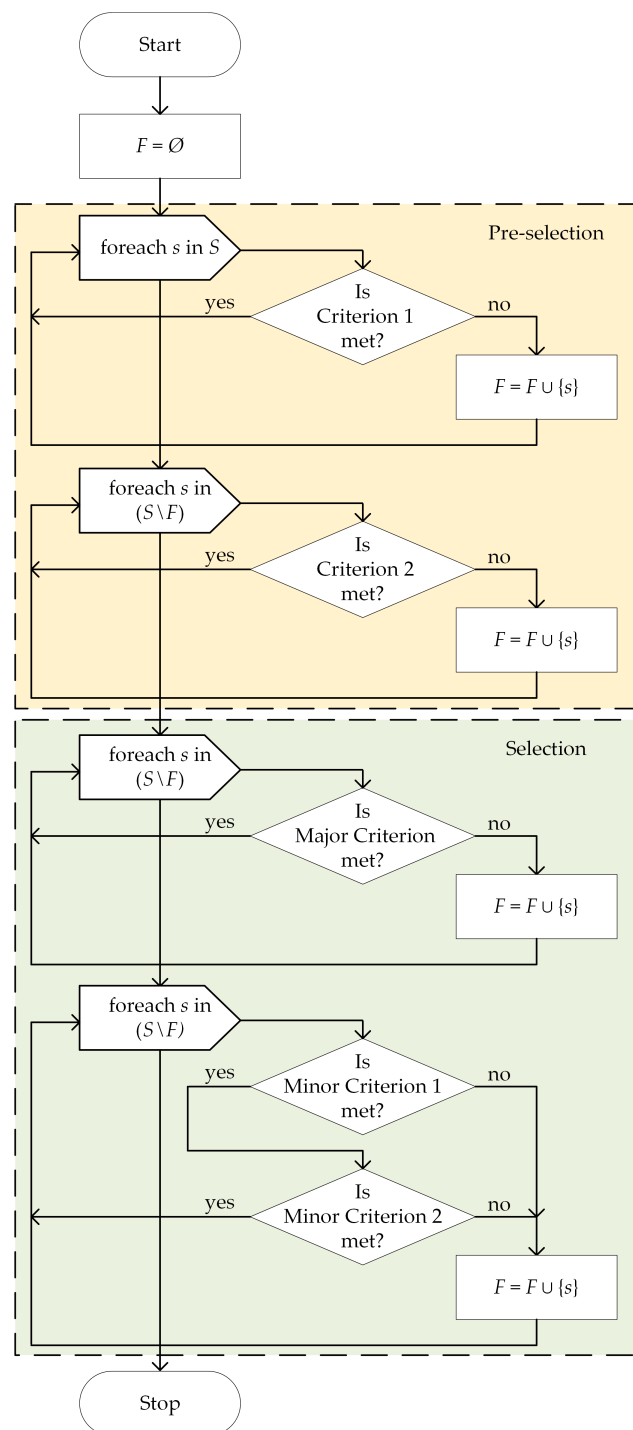 Start
F = Ø
Pre-selection
foreach s in S
Is
Criterion 1
met?
yes
no
F = F ∪ {s}
foreach s in
(S\F)
Is
Criterion 2
met?
yes
no
F = F ∪ {s}
Selection
foreach s in
(S\F)
Is
Major Criterion
met?
yes
no
F = F ∪ {s}
foreach s in
(S\F)
Is
Minor Criterion 1
met?
yes
no
Is
Minor Criterion 2
met?
yes
no
F = F ∪ {s}
Stop